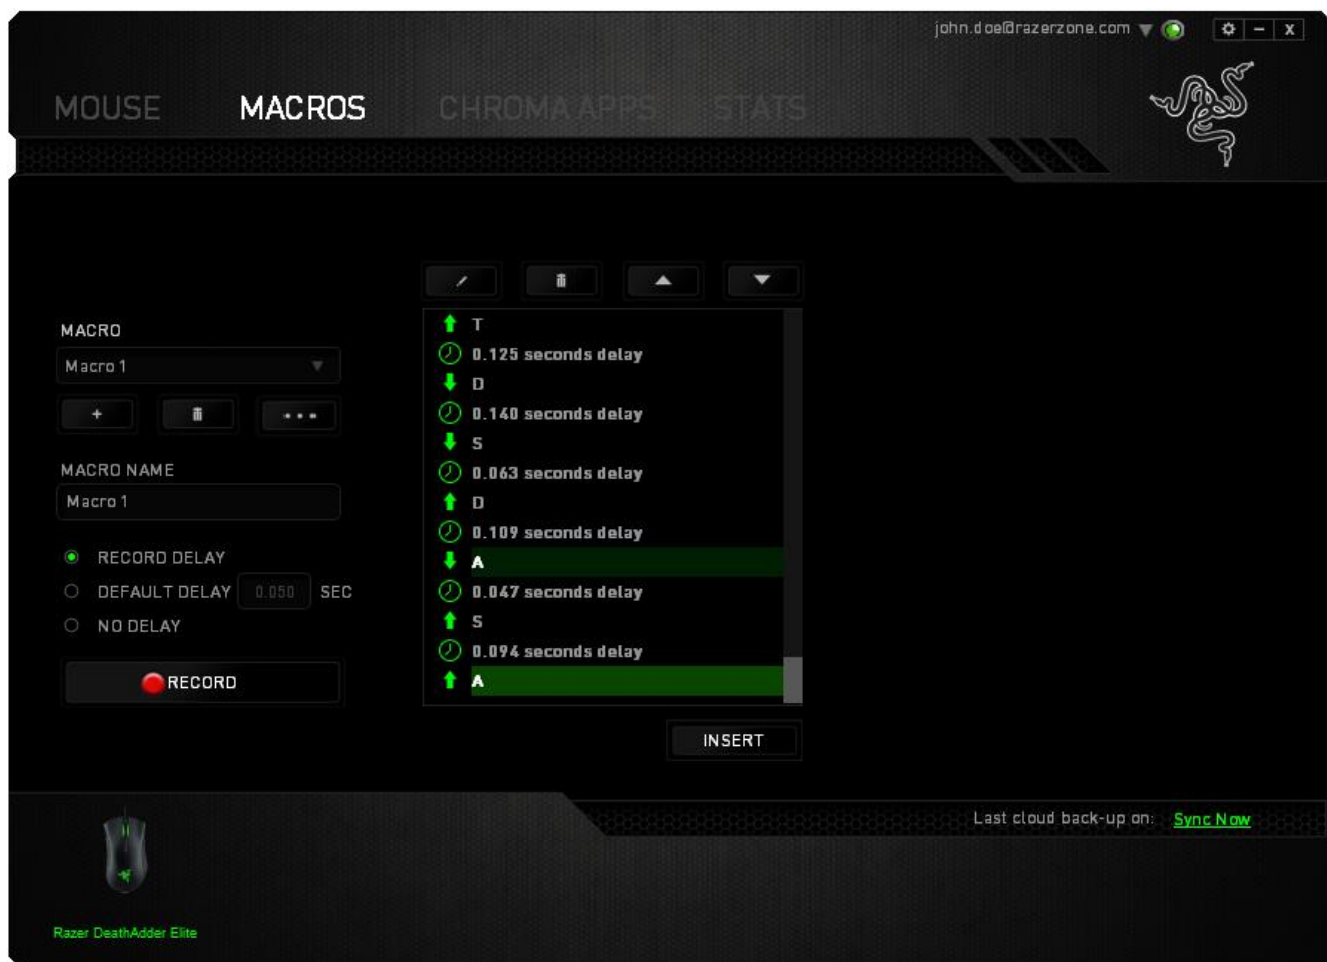 john.doe@razerzone.com
MOUSE MACROS CHROMA APPS STATS
MACRO
Macro 1
MACRO NAME
Macro 1
RECORD DELAY
DEFAULT DELAY 0.050 SEC
NO DELAY
RECORD
T
0.125 seconds delay
D
0.140 seconds delay
S
0.063 seconds delay
D
0.109 seconds delay
A
0.047 seconds delay
S
0.094 seconds delay
A
INSERT
Last cloud back-up on: Sync Now
Razer DeathAdder Elite